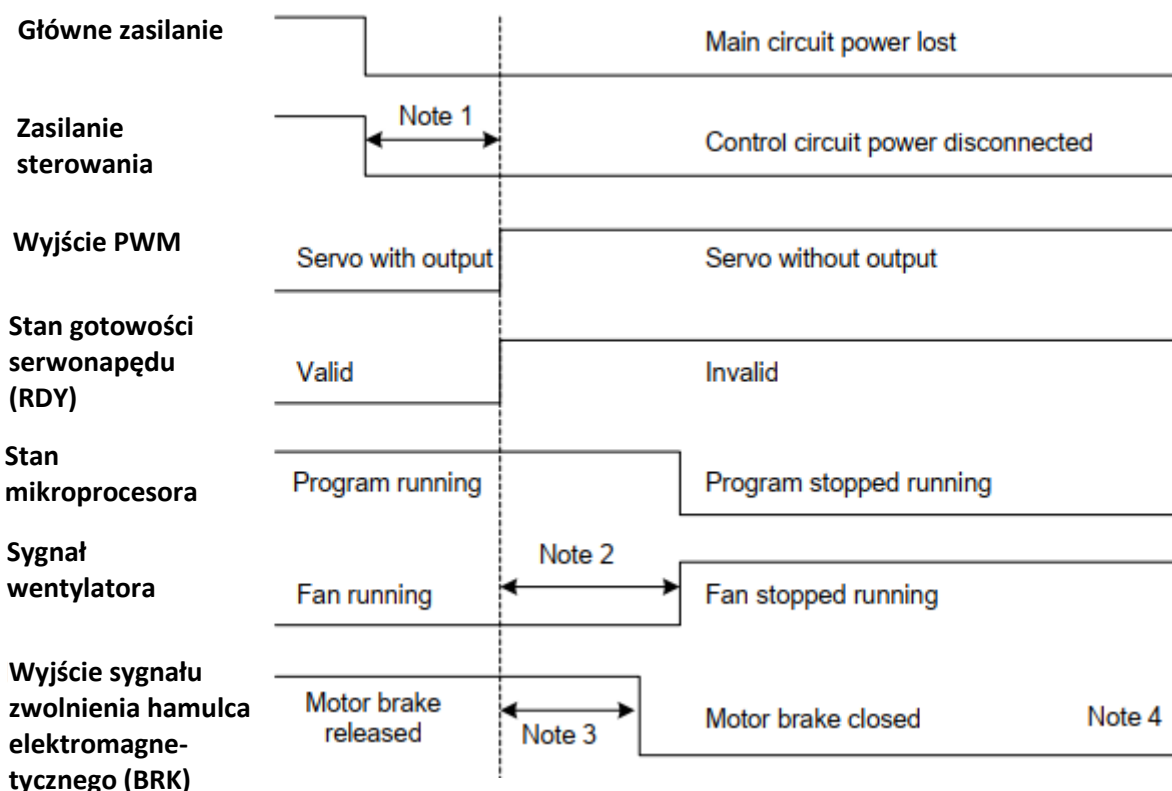 Główne zasilanie
Main circuit power lost
Zasilanie
sterowania
Note 1
Control circuit power disconnected
Wyjście PWM
Servo with output
Servo without output
Stan gotowości
serwonapędu
(RDY)
Valid
Invalid
Stan
mikroprocesora
Program running
Program stopped running
Sygnał
wentylatora
Note 2
Fan running
Fan stopped running
Wyjście sygnału
zwolnienia hamulca
elektromagne-
tycznego (BRK)
Motor brake
released
Note 3
Motor brake closed
Note 4